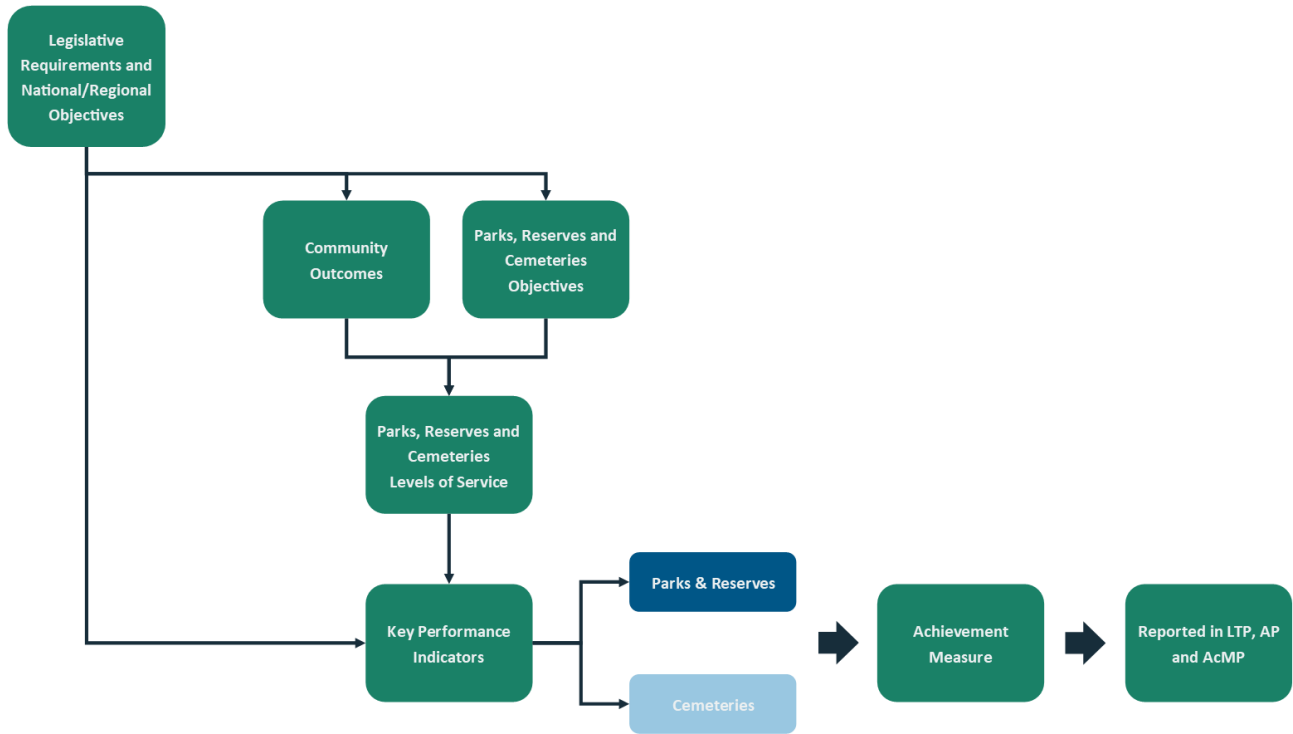 Legislative
Requirements and
National/Regional
Objectives
Community
Outcomes
Parks, Reserves and
Cemeteries
Objectives
Parks, Reserves and
Cemeteries
Levels of Service
Key Performance
Indicators
Parks & Reserves
Cemeteries
Achievement
Measure
Reported in LTP, AP
and AcMP